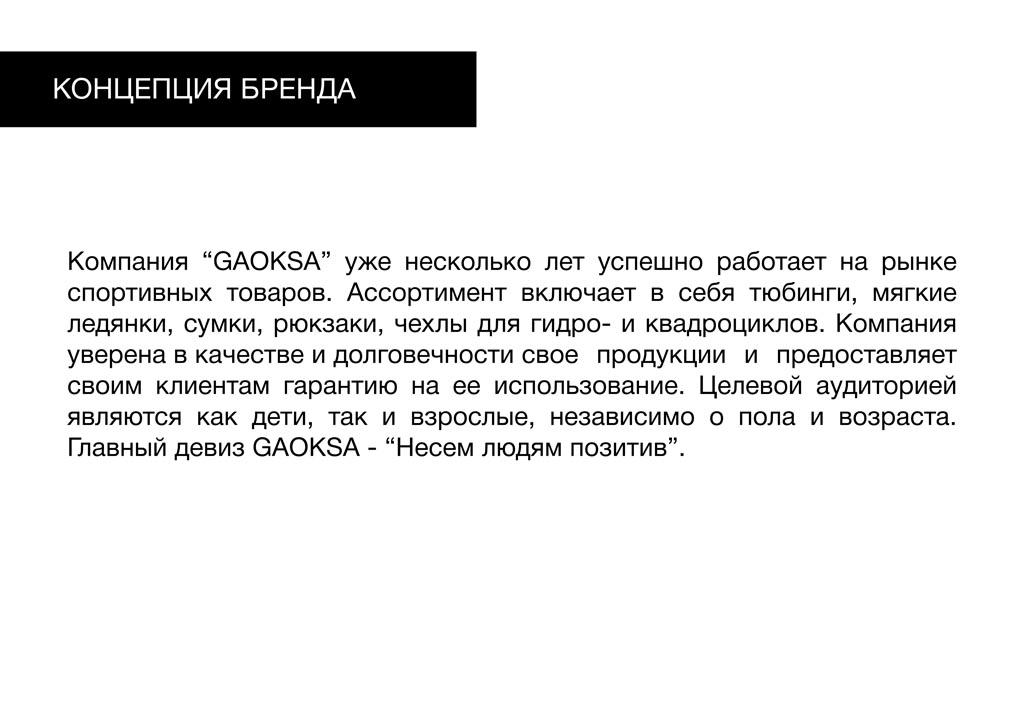 КОНЦЕПЦИЯ БРЕНДА
Компания “GAOKSA” уже несколько лет успешно работает на рынке
спортивных товаров. Ассортимент включает в себя тюбинги, мягкие
ледянки, сумки, рюкзаки, чехлы для гидро- и квадроциклов. Компания
уверена в качестве и долговечности свое продукции и предоставляет
своим клиентам гарантию на ее использование. Целевой аудиторией
являются как дети, так и взрослые, независимо о пола и возраста.
Главный девиз GAOKSA - “Несем людям позитив”.